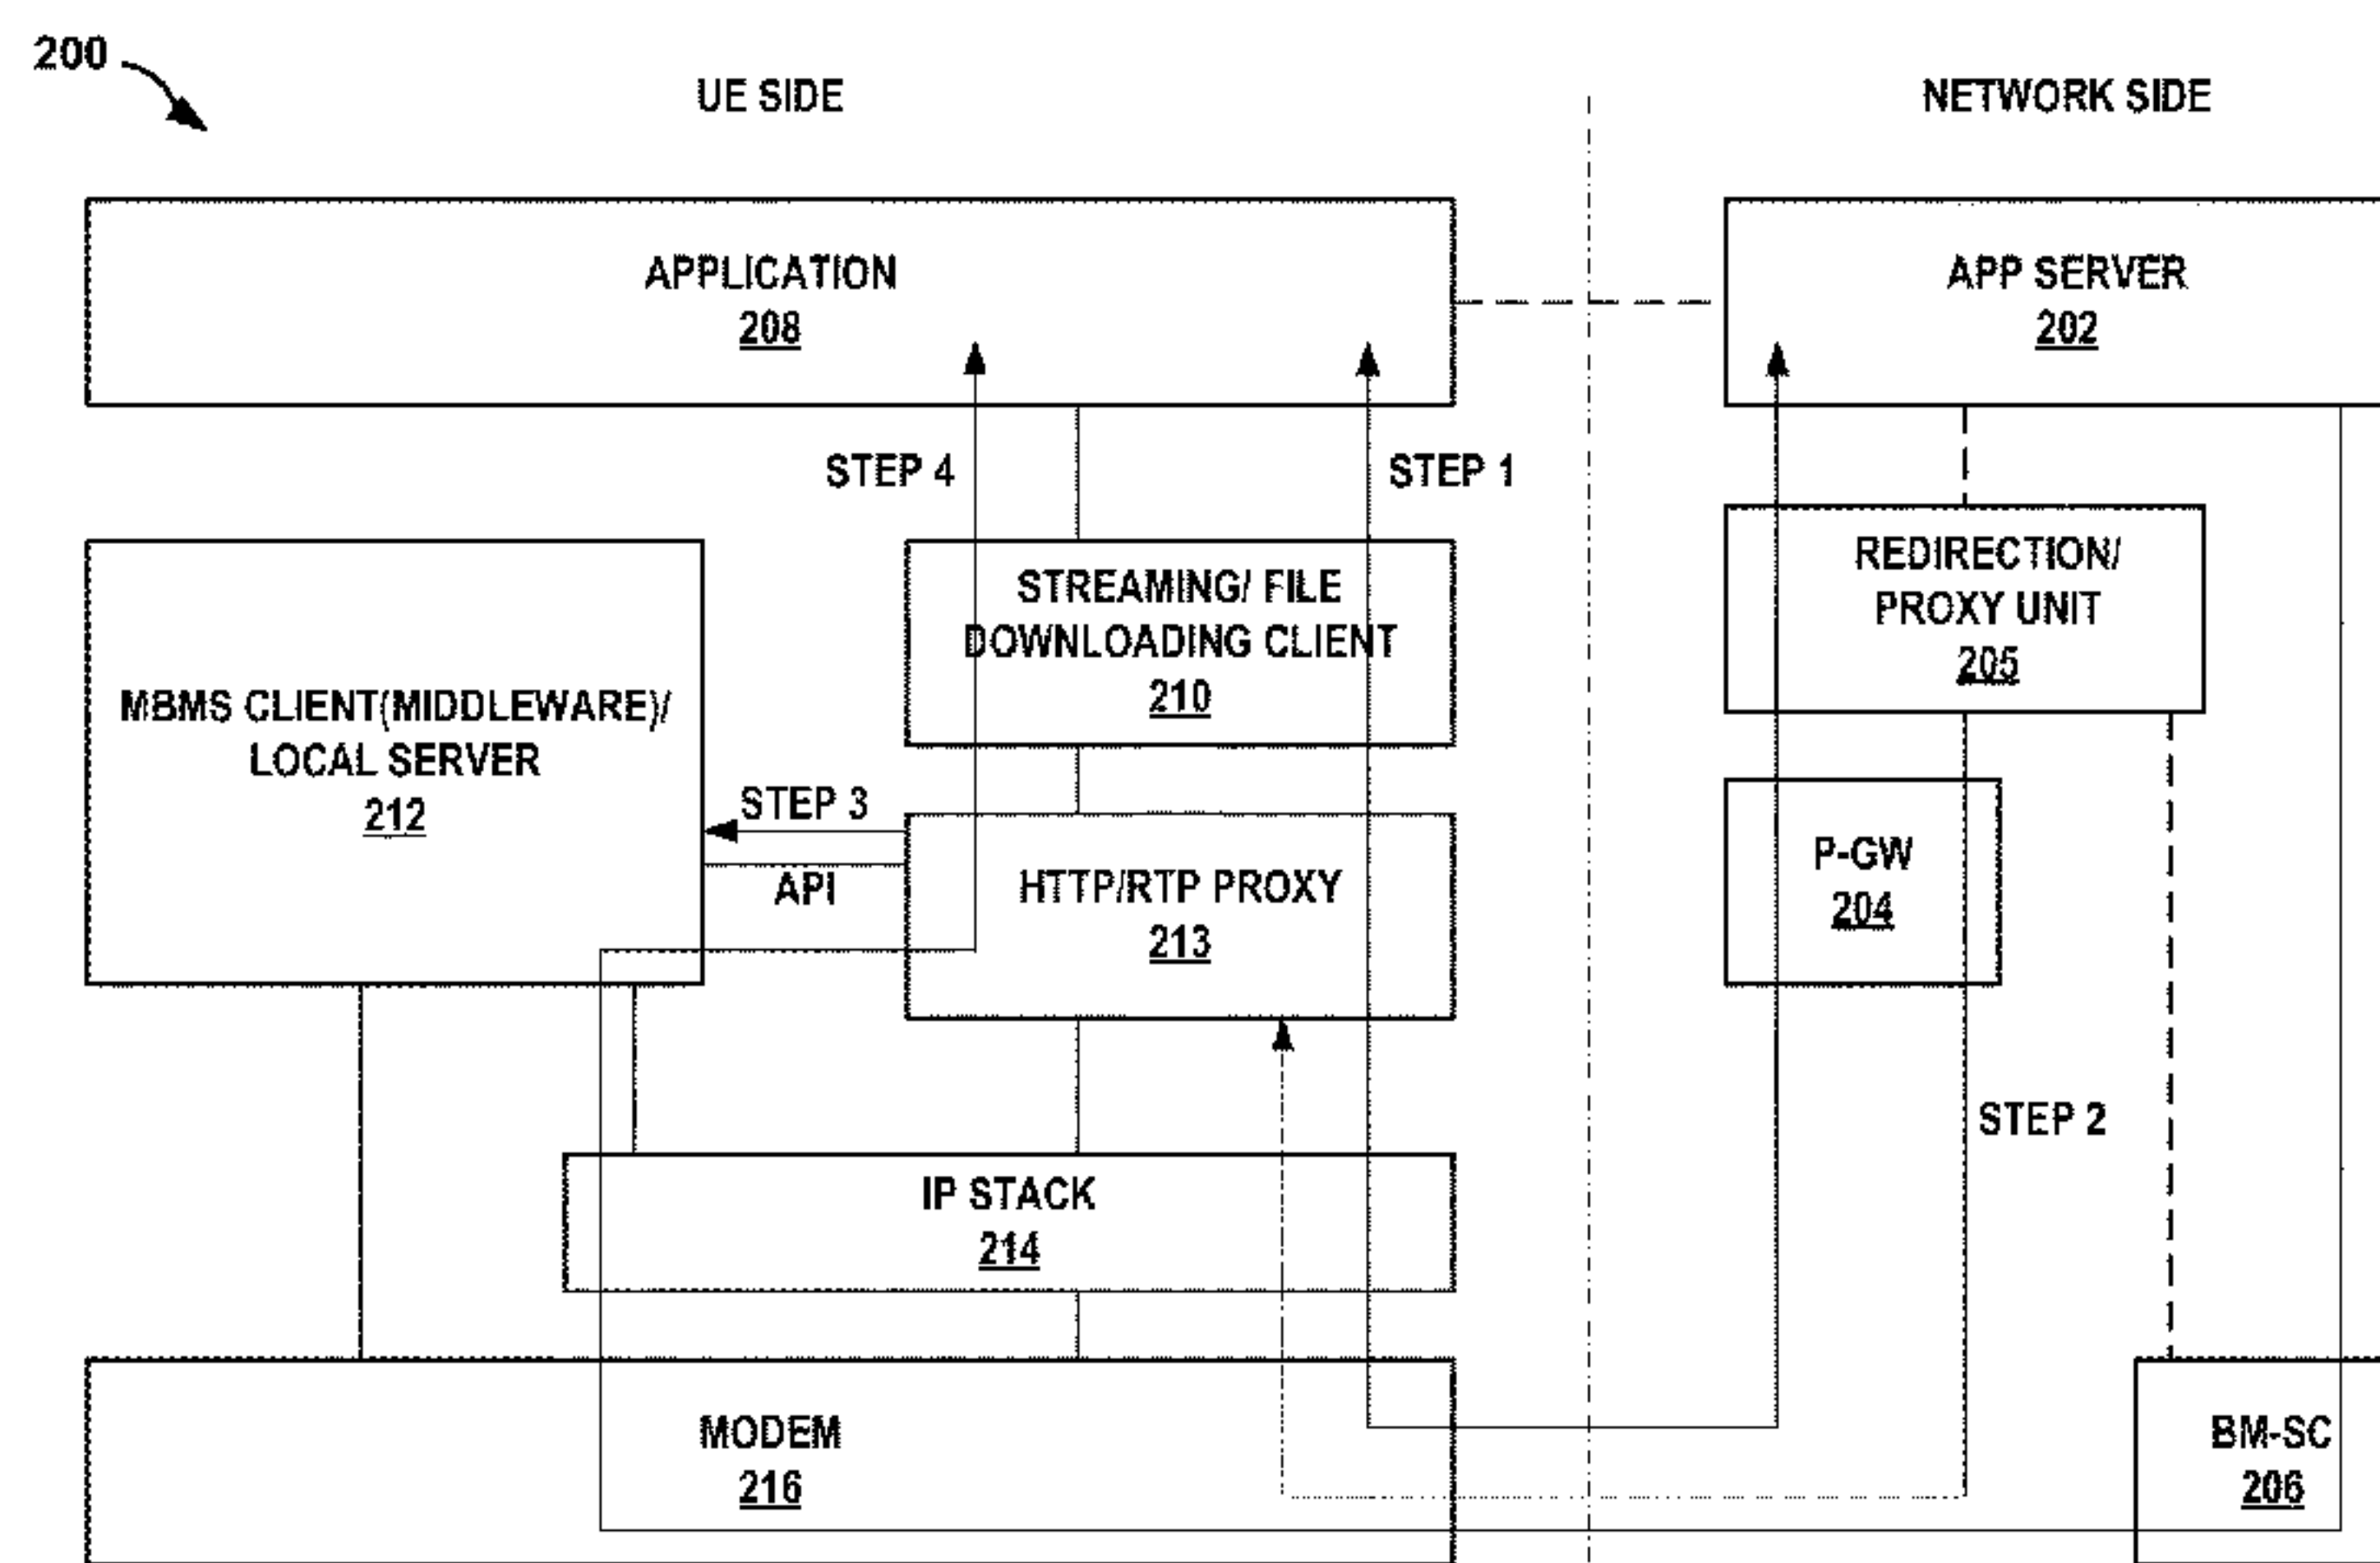 200
UE SIDE
NETWORK SIDE
APPLICATION
208
APP SERVER
202
STEP 4
STEP 1
STREAMING/ FILE
DOWNLOADING CLIENT
210
REDIRECTION/
PROXY UNIT
205
MBMS CLIENT(MIDDLEWARE)/
LOCAL SERVER
212
STEP 3
API
HTTP/RTP PROXY
213
P-GW
204
STEP 2
IP STACK
214
MODEM
216
BM-SC
206